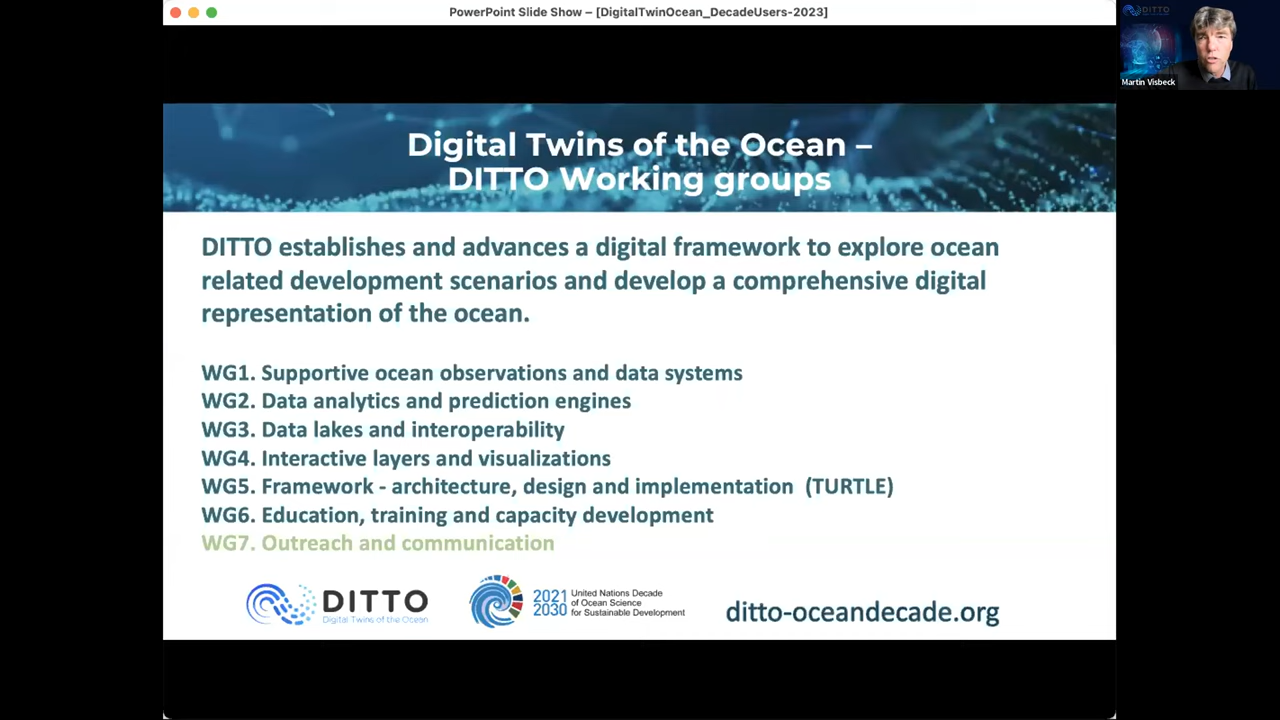 PowerPoint Slide Show – [DigitalTwinOcean_DecadeUsers-2023]
DITTO
Martin Visbeck
Digital Twins of the Ocean –
DITTO Working groups
DITTO establishes and advances a digital framework to explore ocean
related development scenarios and develop a comprehensive digital
representation of the ocean.
WG1. Supportive ocean observations and data systems
WG2. Data analytics and prediction engines
WG3. Data lakes and interoperability
WG4. Interactive layers and visualizations
WG5. Framework - architecture, design and implementation (TURTLE)
WG6. Education, training and capacity development
WG7. Outreach and communication
DITTO
Digital Twins of the Ocean
2021
2030
United Nations Decade
of Ocean Science
for Sustainable Development
ditto-oceandecade.org